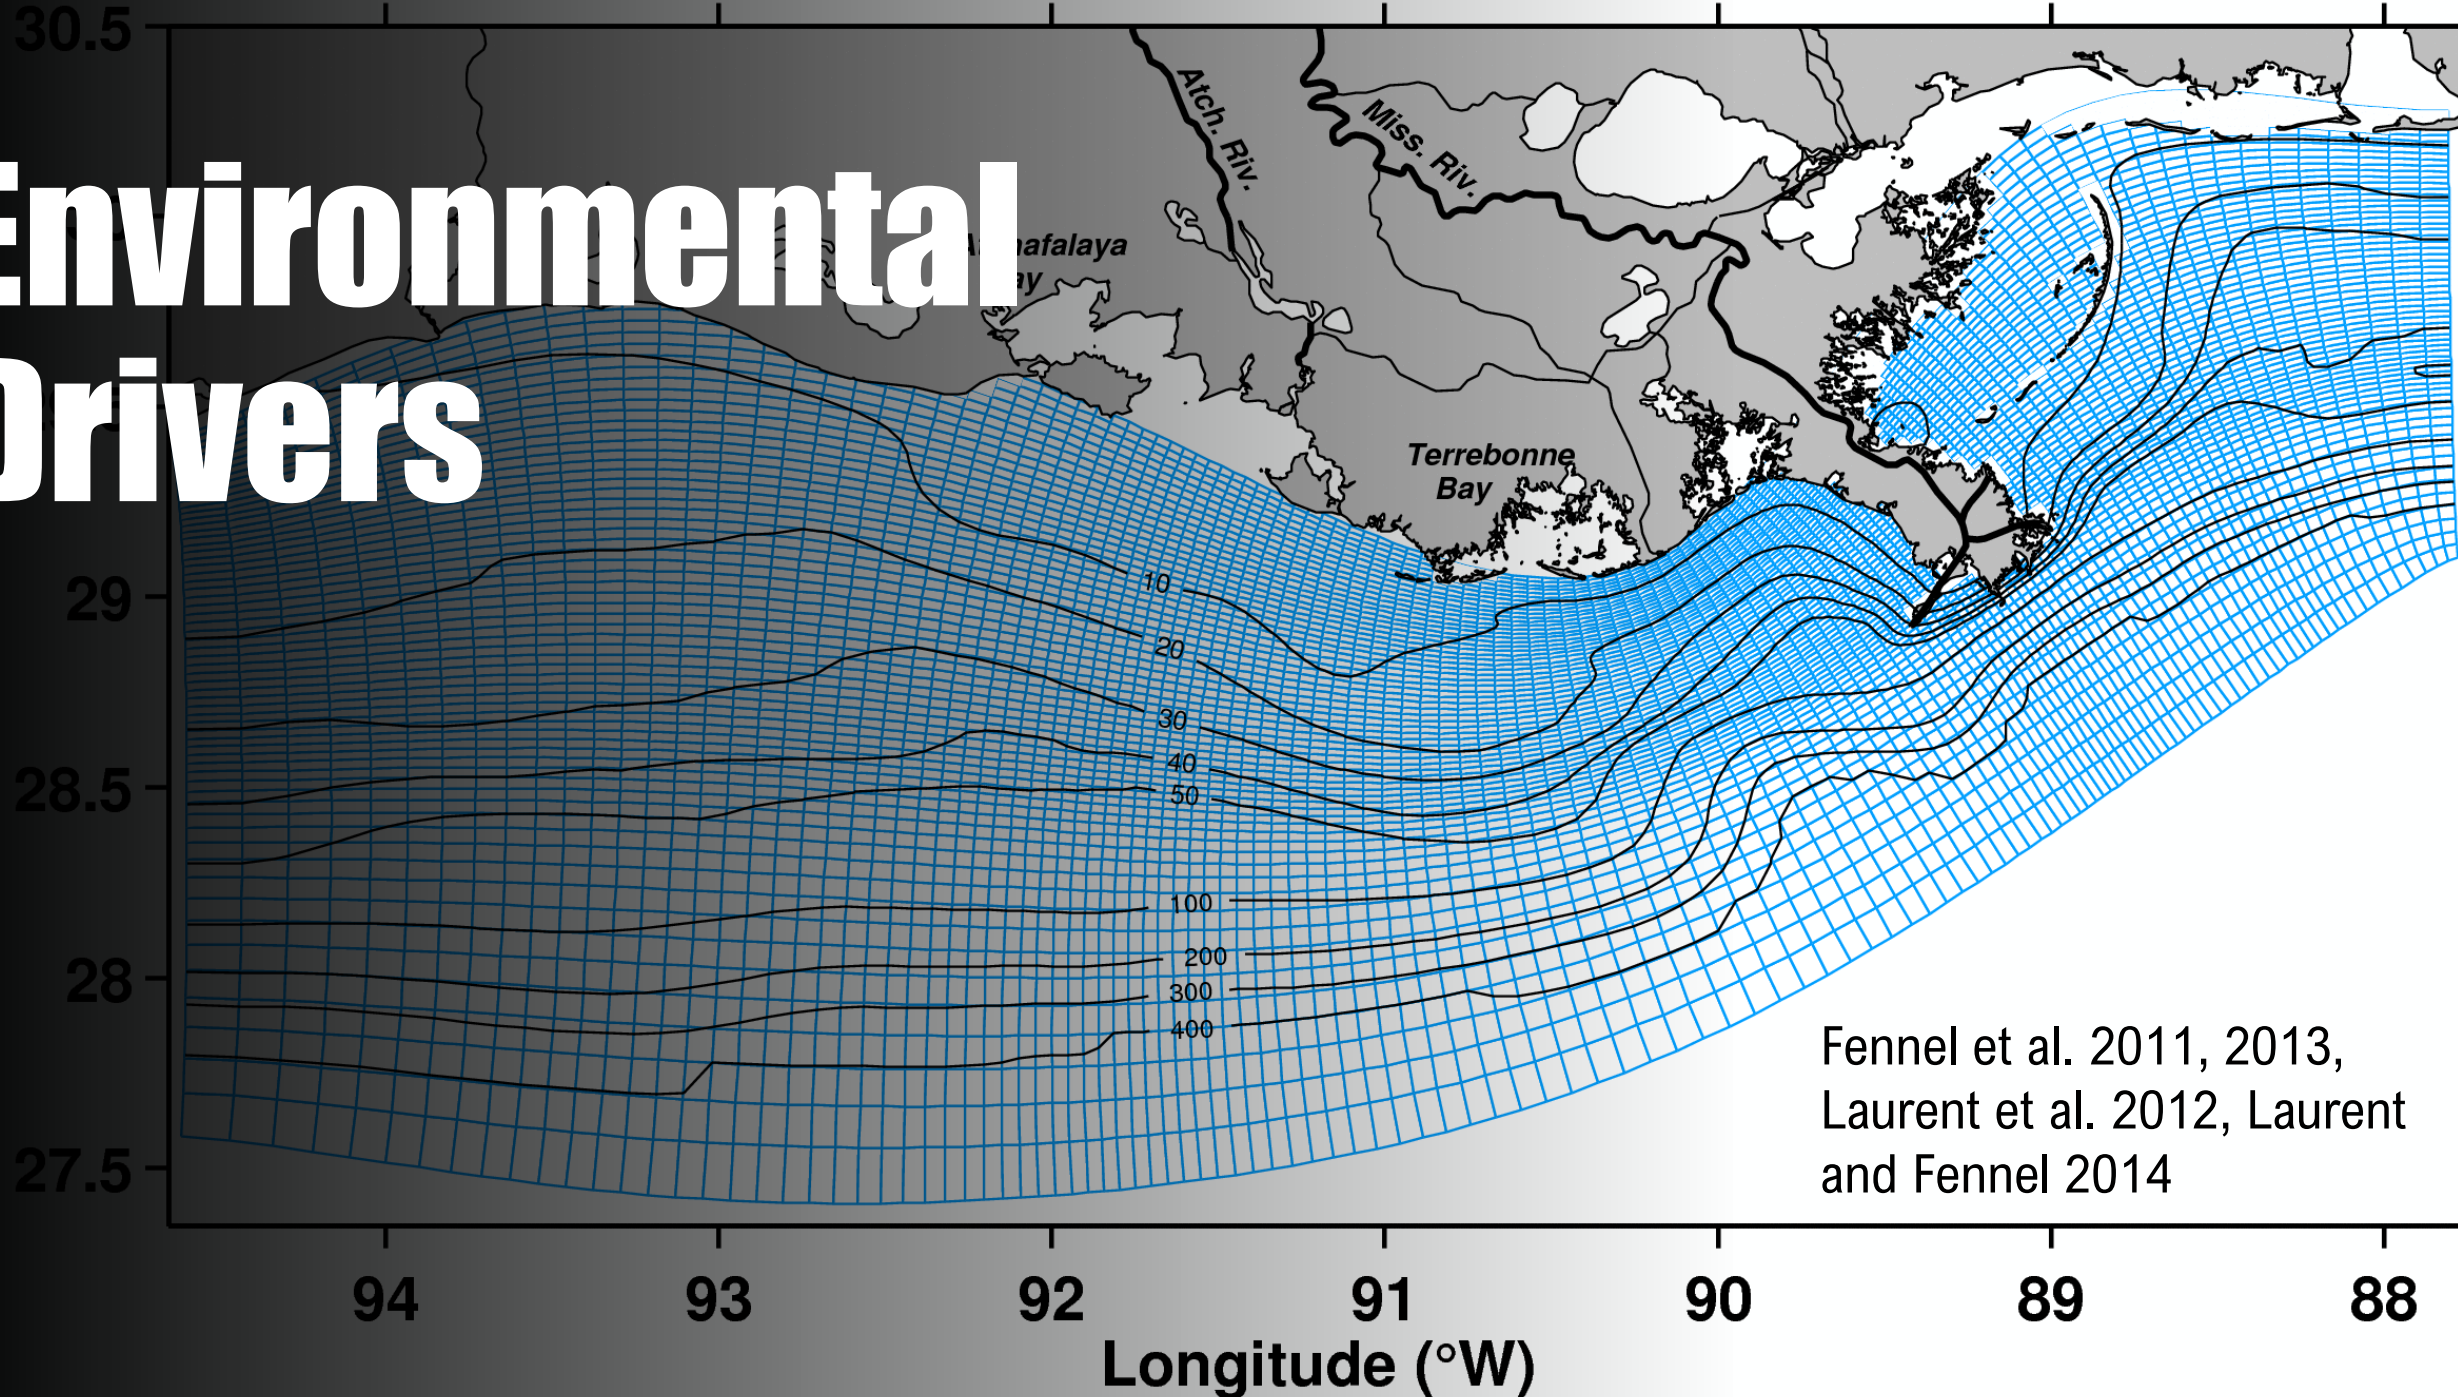 30.5
Atch. Riv.
Miss. Riv.
Environmental
Drivers
Terrebonne
Bay
29
28.5
28
27.5
10
20
30
40
50
100
200
300
400
Fennel et al. 2011, 2013,
Laurent et al. 2012, Laurent
and Fennel 2014
94 93 92 91 90 89 88
Longitude (°W)